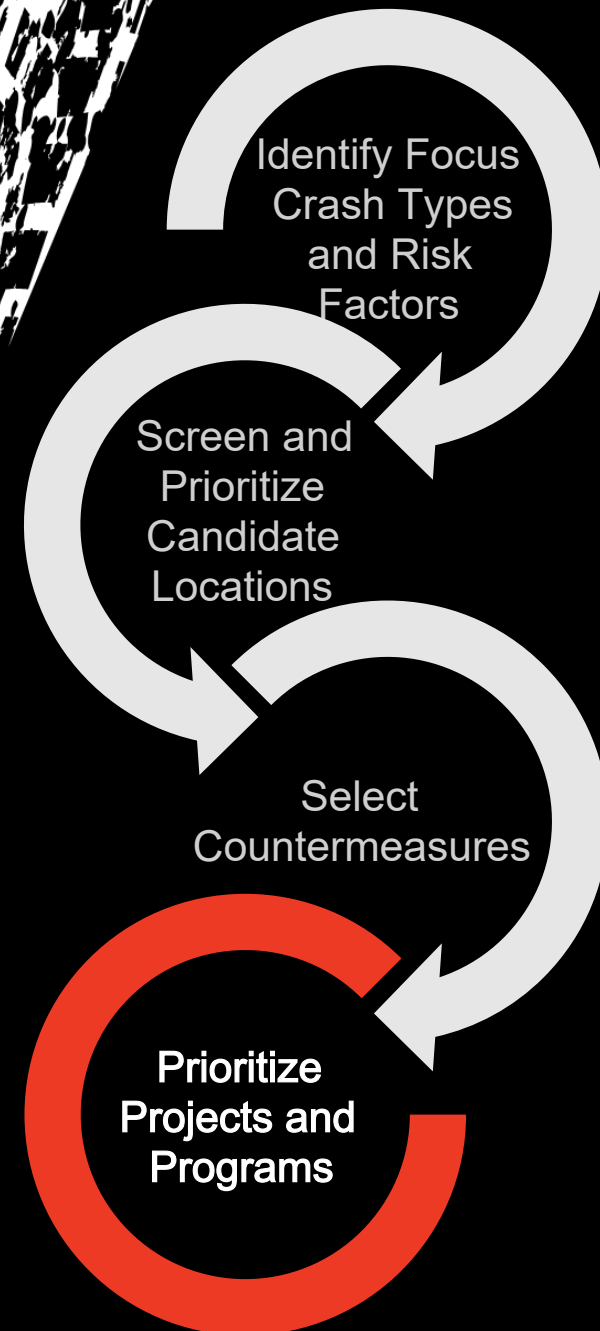 Identify Focus
Crash Types
and Risk
Factors
Screen and
Prioritize
Candidate
Locations
Select
Countermeasures
Prioritize
Projects and
Programs